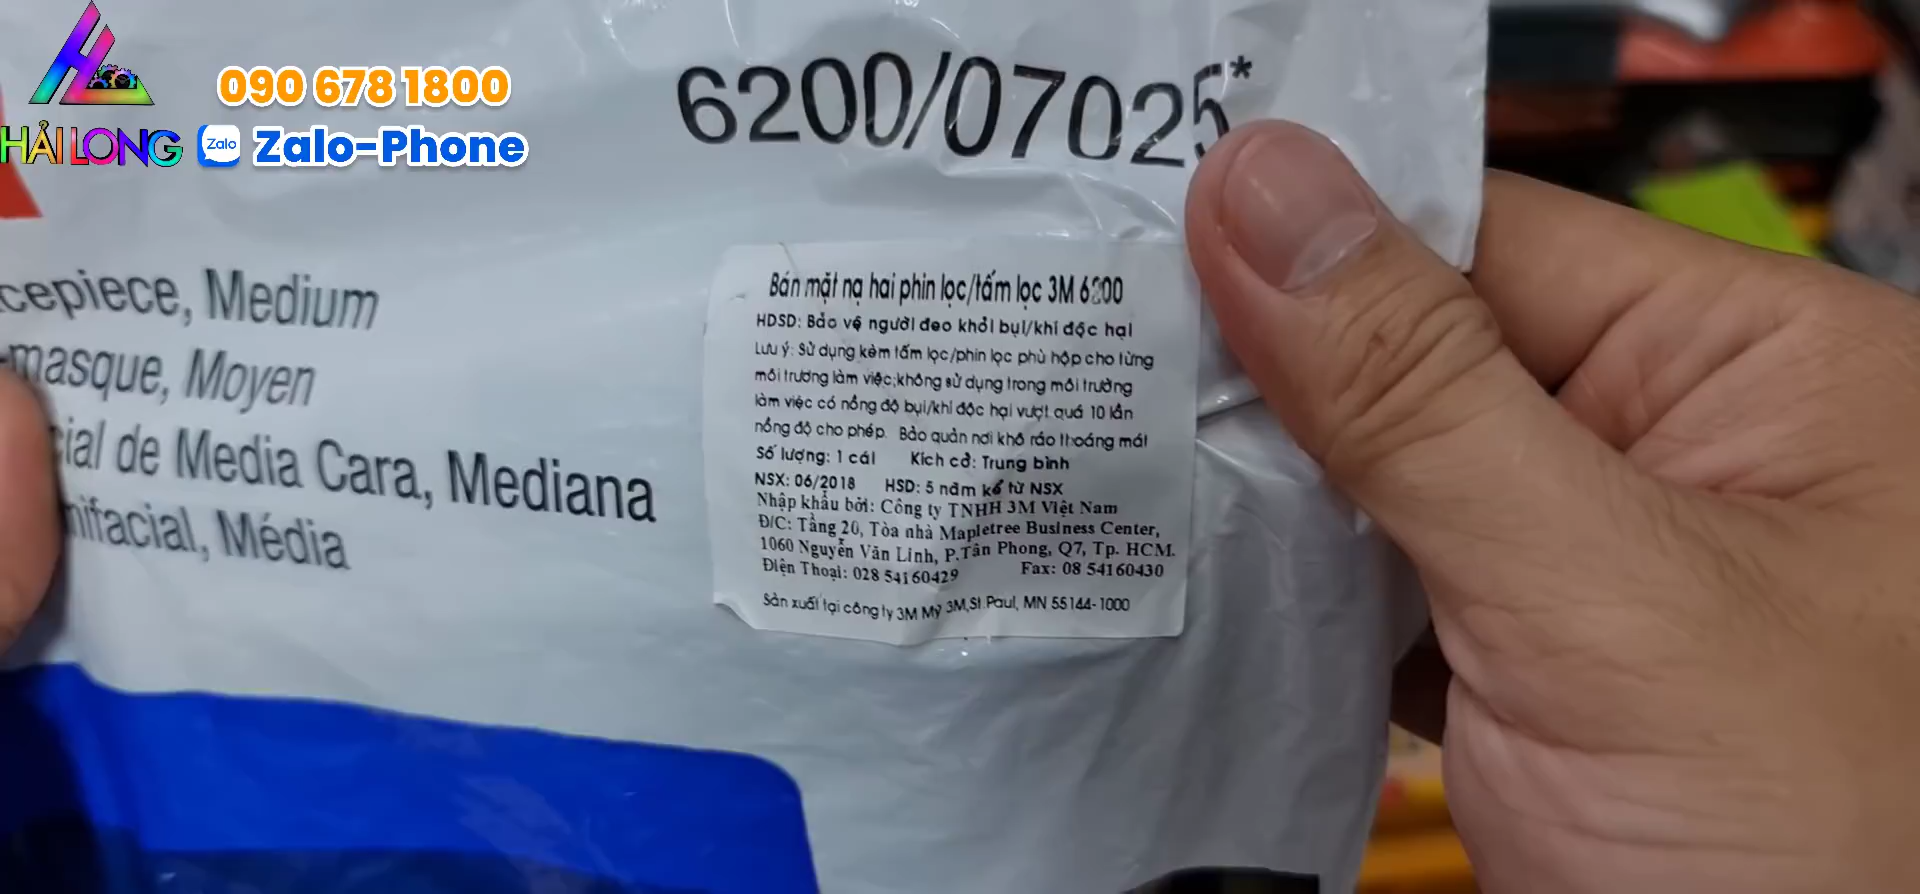 HẢI LONG
090 678 1800
Zalo
Zalo-Phone
6200/07025*
cepiece, Medium
masque, Moyen
cial de Media Cara, Mediana
nifacial, Média
Bán mặt nạ hai phin lọc/tấm lọc 3M 6200
HDSD: Bảo vệ người đeo khỏi bụi/khí độc hại
Lưu ý: Sử dụng kèm tấm lọc/phin lọc phù hộp cho từng
môi trương làm việc;không sử dụng trong môi trường
làm việc có nồng độ bụi/khí độc hại vượt quá 10 lần
nồng độ cho phép. Bảo quản nơi khô ráo thoáng mát
Số lượng: 1 cái Kích cở: Trung bình
NSX: 06/2018 HSD: 5 năm kể từ NSX
Nhập khẩu bởi: Công ty TNHH 3M Việt Nam
Đ/C: Tầng 20, Tòa nhà Mapletree Business Center,
1060 Nguyễn Văn Linh, P.Tân Phong, Q7, Tp. HCM.
Điện Thoại: 028 54160429 Fax: 08 54160430
Sản xuất tại công ty 3M Mỹ 3M,St.Paul, MN 55144-1000